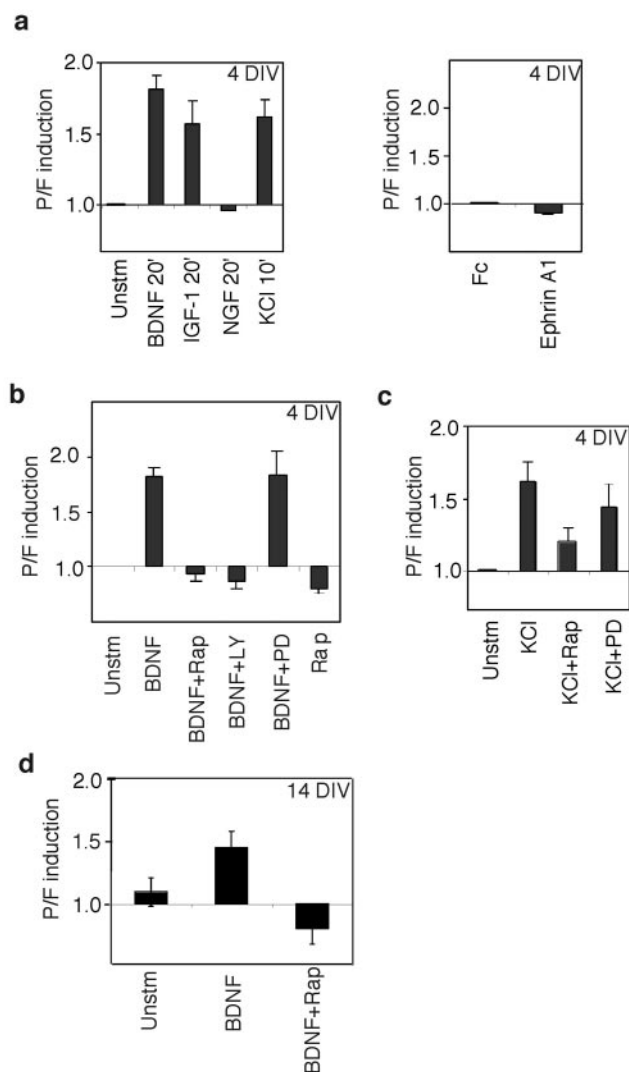 a
P/F induction
2.0
1.5
1.0
4 DIV
Unstm
BDNF 20'
IGF-1 20'
NGF 20'
KCl 10'
P/F induction
2.0
1.5
1.0
4 DIV
Fc
Ephrin A1
b
P/F induction
2.0
1.5
1.0
4 DIV
Unstm
BDNF
BDNF+Rap
BDNF+LY
BDNF+PD
Rap
c
P/F induction
2.0
1.5
1.0
4 DIV
Unstm
KCl
KCl+Rap
KCl+PD
d
P/F induction
2.0
1.5
1.0
14 DIV
Unstm
BDNF
BDNF+Rap